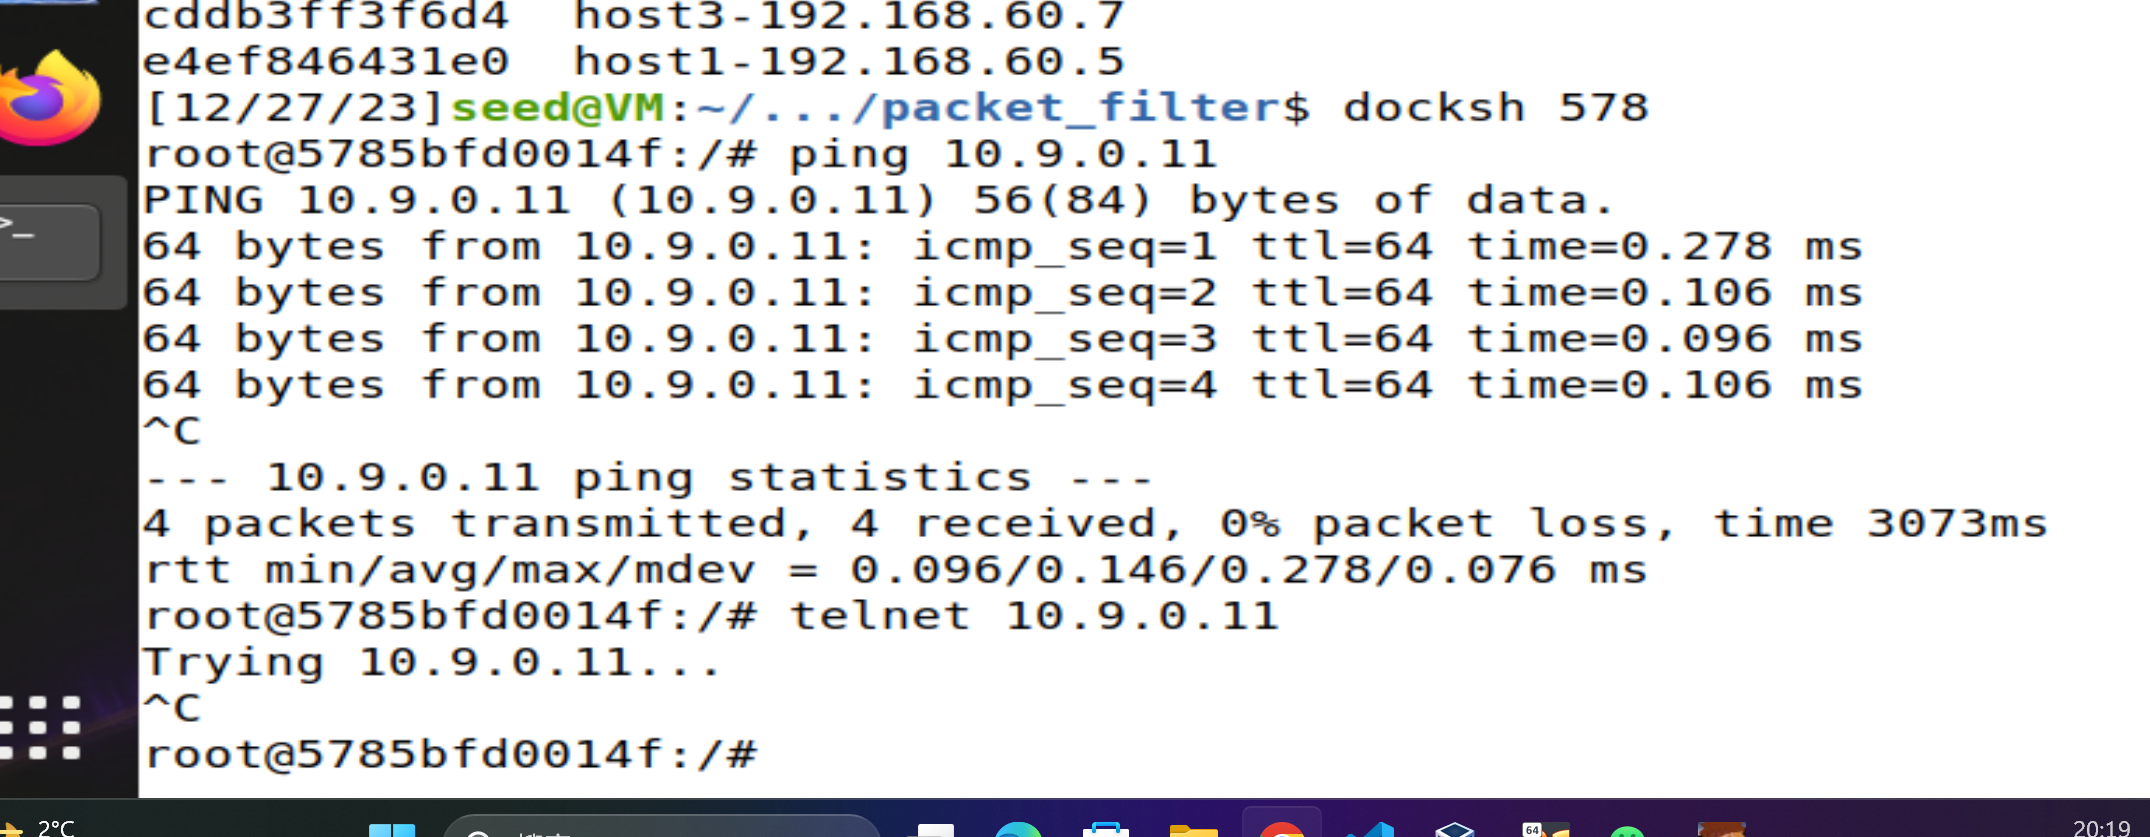 cddb3ff3f6d4  host3-192.168.60.7
e4ef846431e0  host1-192.168.60.5
[12/27/23]seed@VM:~/.../packet_filter$ docksh 578
root@5785bfd0014f:/# ping 10.9.0.11
PING 10.9.0.11 (10.9.0.11) 56(84) bytes of data.
64 bytes from 10.9.0.11: icmp_seq=1 ttl=64 time=0.278 ms
64 bytes from 10.9.0.11: icmp_seq=2 ttl=64 time=0.106 ms
64 bytes from 10.9.0.11: icmp_seq=3 ttl=64 time=0.096 ms
64 bytes from 10.9.0.11: icmp_seq=4 ttl=64 time=0.106 ms
^C
--- 10.9.0.11 ping statistics ---
4 packets transmitted, 4 received, 0% packet loss, time 3073ms
rtt min/avg/max/mdev = 0.096/0.146/0.278/0.076 ms
root@5785bfd0014f:/# telnet 10.9.0.11
Trying 10.9.0.11...
^C
root@5785bfd0014f:/#
2°C
64
20:19